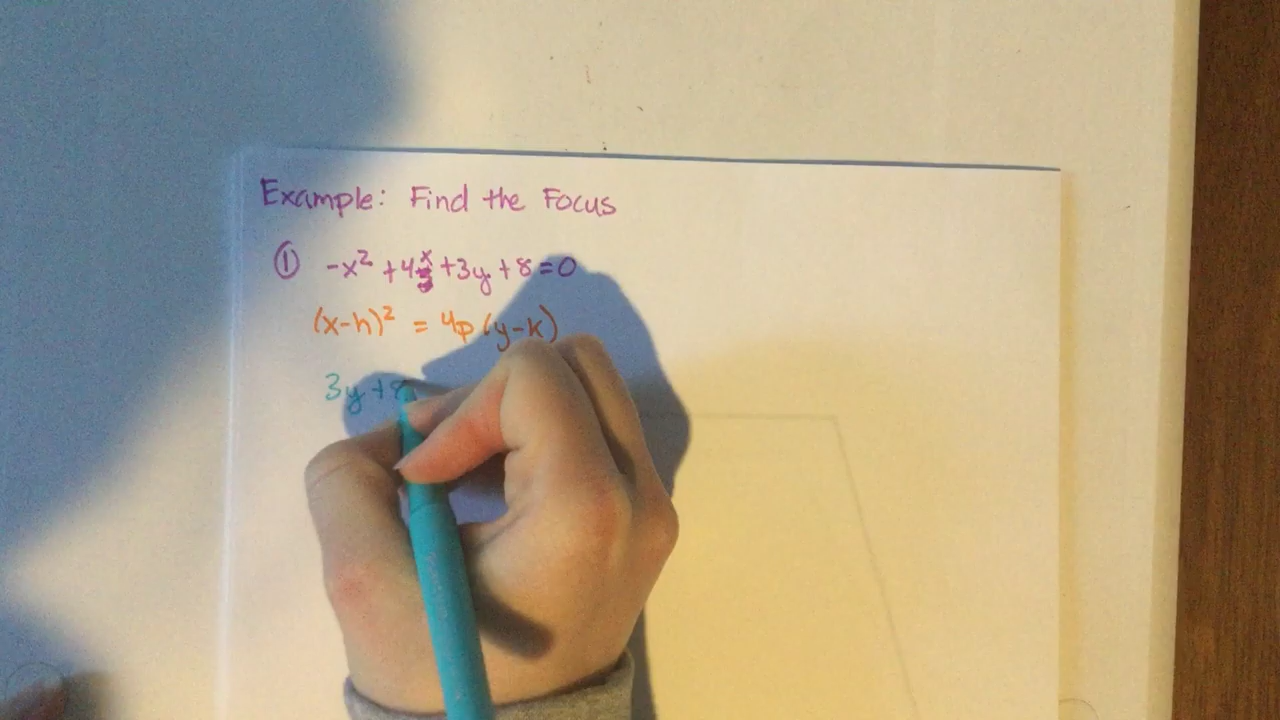 Example: Find the Focus
① -x² + 4x + 3y + 8 = 0
(x-h)² = 4p (y-k)
3y + 8